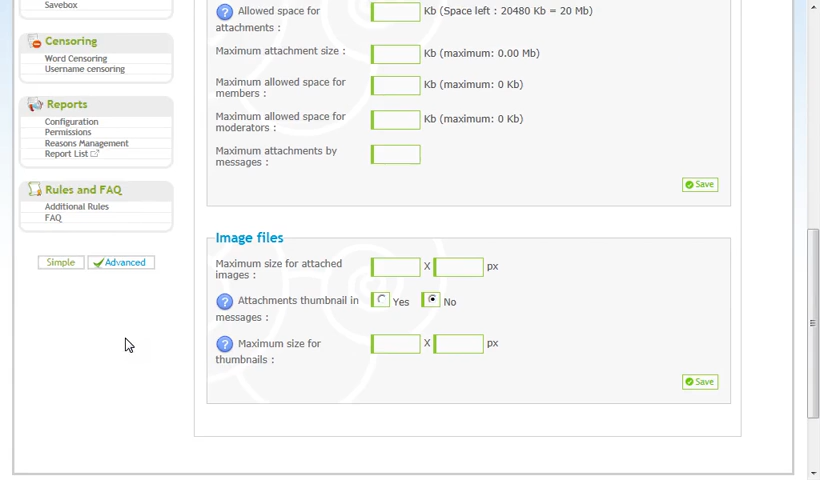 Savebox
Censoring
Word Censoring
Username censoring
Reports
Configuration
Permissions
Reasons Management
Report List
Rules and FAQ
Additional Rules
FAQ
Simple
Advanced
Allowed space for
attachments :
Kb (Space left : 20480 Kb = 20 Mb)
Maximum attachment size :
Kb (maximum: 0.00 Mb)
Maximum allowed space for
members :
Kb (maximum: 0 Kb)
Maximum allowed space for
moderators :
Kb (maximum: 0 Kb)
Maximum attachments by
messages :
Save
Image files
Maximum size for attached
images :
X px
Attachments thumbnail in
messages :
Yes No
Maximum size for
thumbnails :
X px
Save